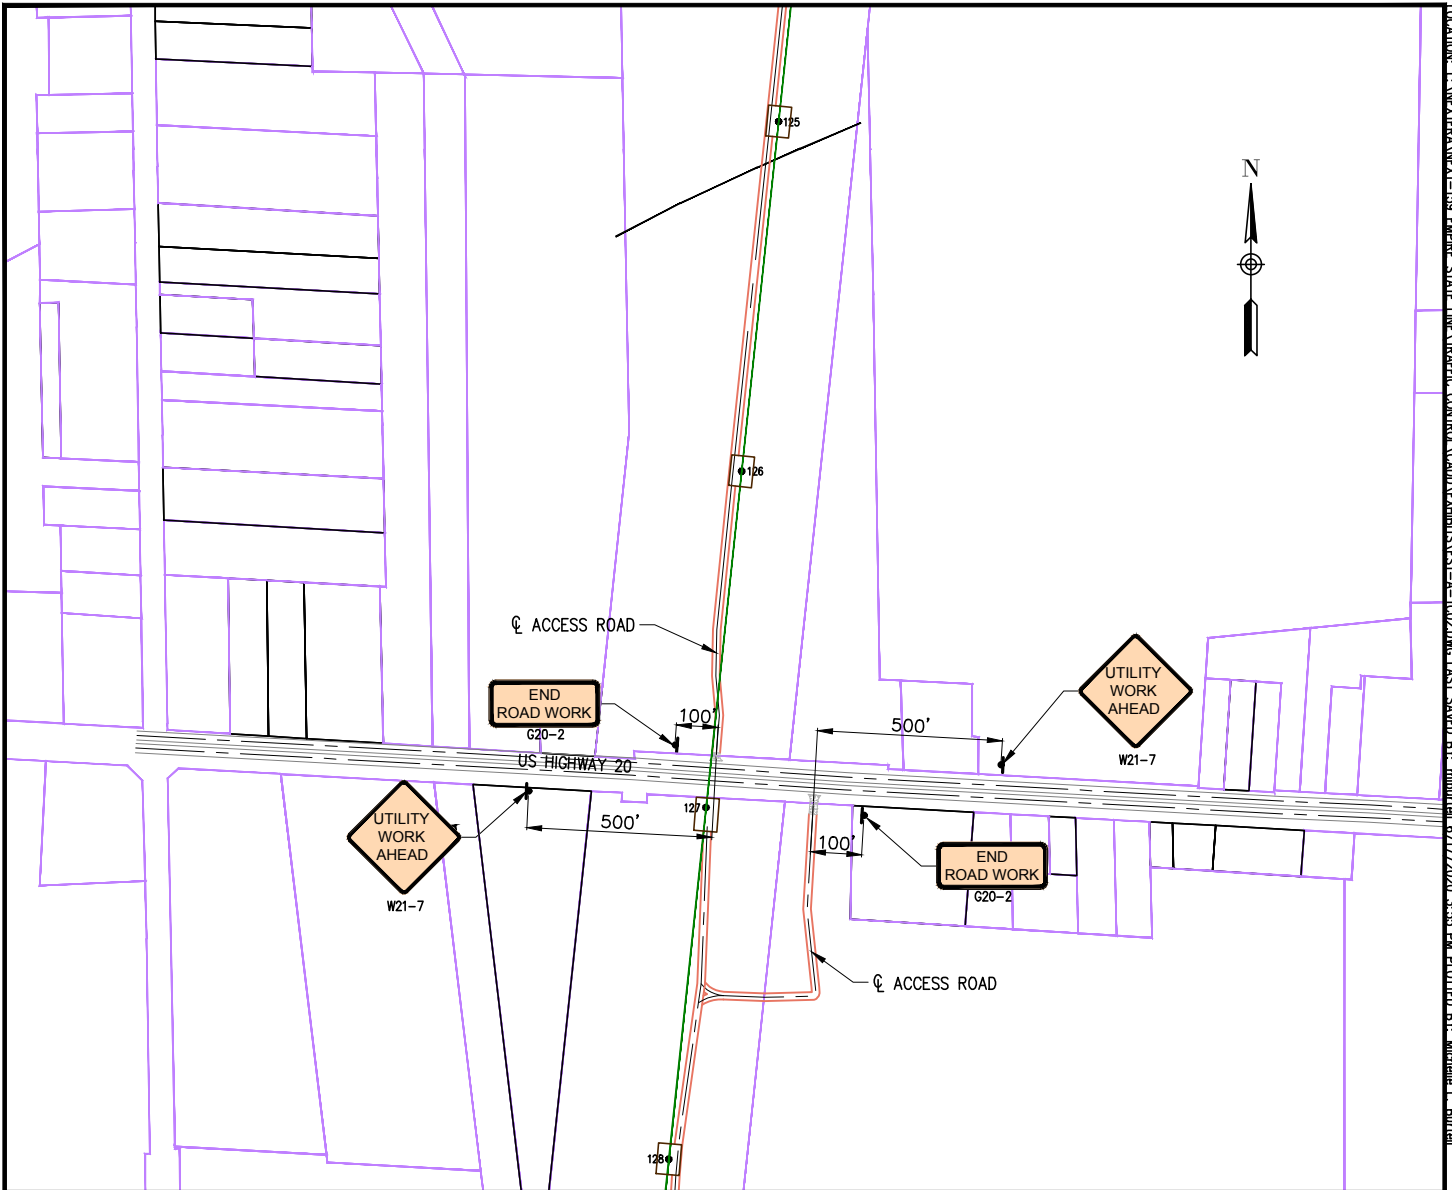 125
N
126
℄ ACCESS ROAD
END
ROAD WORK
G20-2
100'
500'
UTILITY
WORK
AHEAD
W21-7
US HIGHWAY 20
127
500'
UTILITY
WORK
AHEAD
W21-7
100'
END
ROAD WORK
G20-2
℄ ACCESS ROAD
128